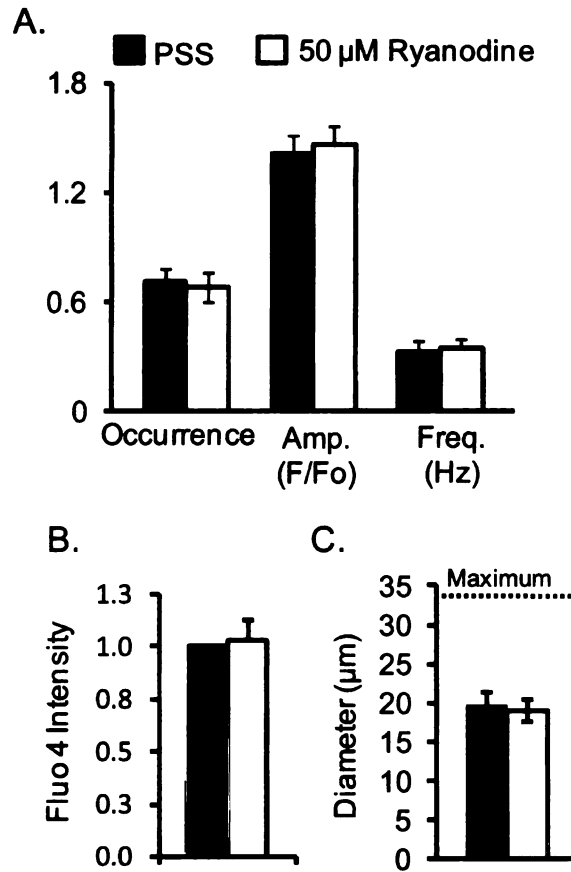 A.
PSS 50 µM Ryanodine
1.8
1.2
0.6
0
Occurrence Amp. Freq.
(F/Fo) (Hz)
B.
Fluo 4 Intensity
1.3
1.0
0.8
0.5
0.3
0.0
C.
Diameter (µm)
35
30
25
20
15
10
5
0
Maximum